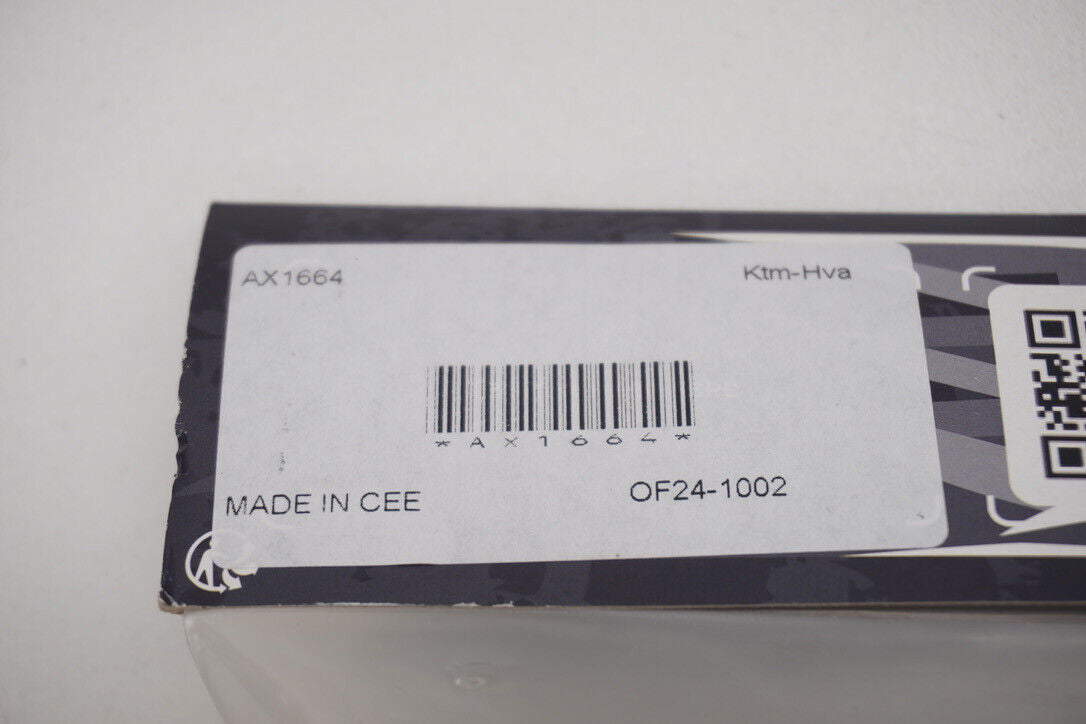 AX1664
Ktm-Hva
*AX1664*
MADE IN CEE
OF24-1002